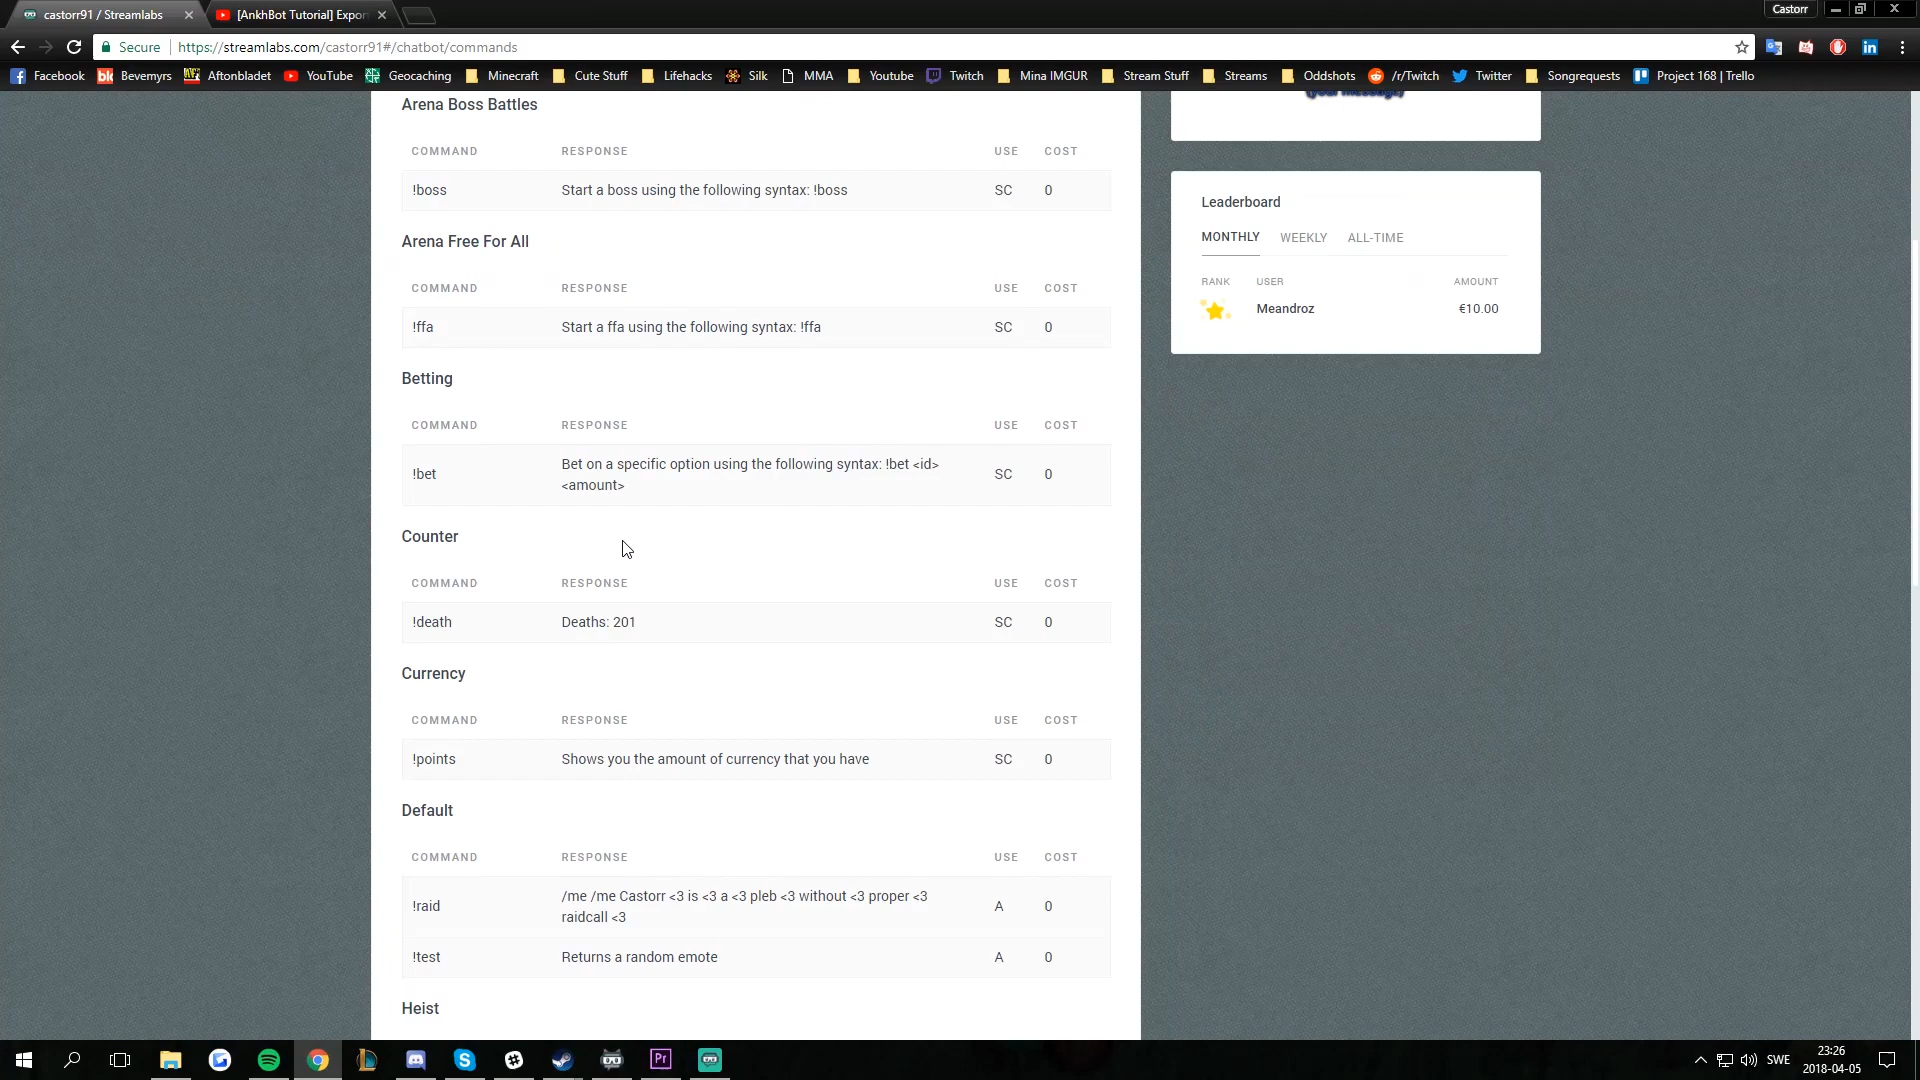 castorr91 / Streamlabs
[AnkhBot Tutorial] Expor
Castorr
Secure
https://streamlabs.com/castorr91#/chatbot/commands
Facebook
Bevemyrs
Aftonbladet
YouTube
Geocaching
Minecraft
Cute Stuff
Lifehacks
Silk
MMA
Youtube
Twitch
Mina IMGUR
Stream Stuff
Streams
Oddshots
/r/Twitch
Twitter
Songrequests
Project 168 | Trello
Arena Boss Battles
COMMAND RESPONSE USE COST
!boss Start a boss using the following syntax: !boss SC 0
Arena Free For All
COMMAND RESPONSE USE COST
!ffa Start a ffa using the following syntax: !ffa SC 0
Betting
COMMAND RESPONSE USE COST
!bet Bet on a specific option using the following syntax: !bet <id>
<amount> SC 0
Counter
COMMAND RESPONSE USE COST
!death Deaths: 201 SC 0
Currency
COMMAND RESPONSE USE COST
!points Shows you the amount of currency that you have SC 0
Default
COMMAND RESPONSE USE COST
!raid /me /me Castorr <3 is <3 a <3 pleb <3 without <3 proper <3
raidcall <3 A 0
!test Returns a random emote A 0
Heist
(your message)
Leaderboard
MONTHLY WEEKLY ALL-TIME
RANK USER AMOUNT
Meandroz €10.00
Pr
SWE
23:26
2018-04-05